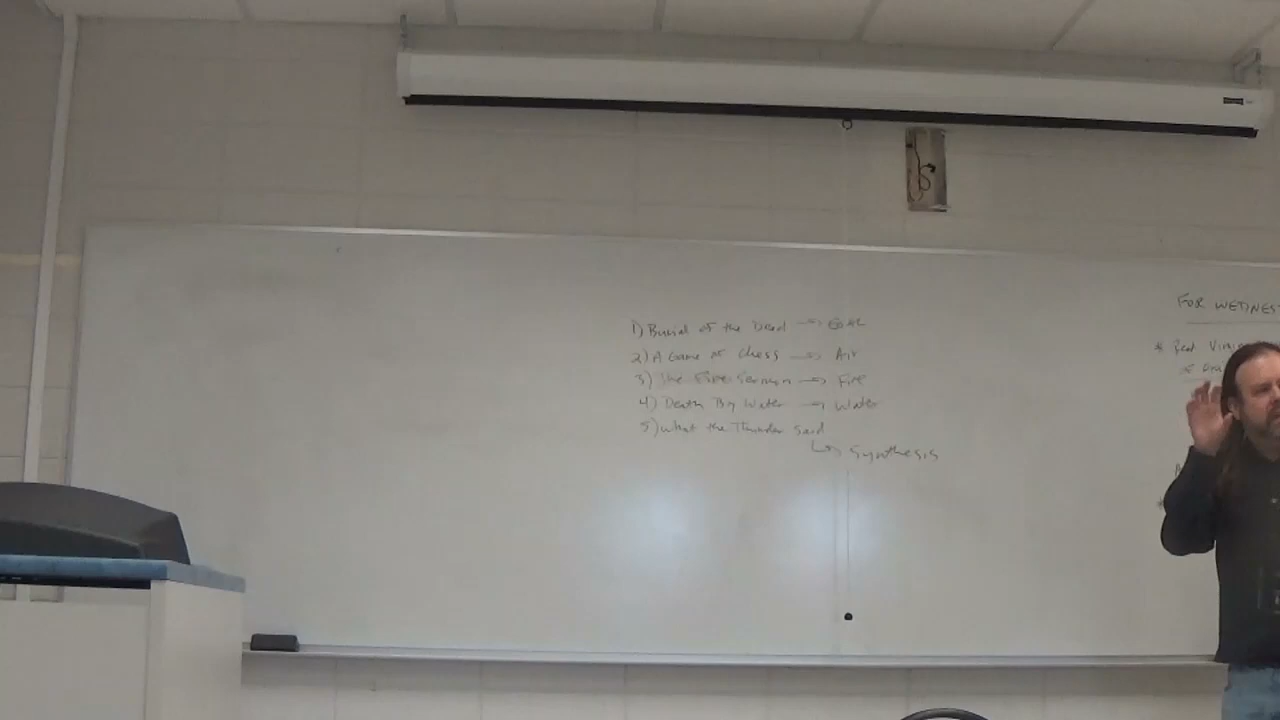 1) Burial of the Dead →
2) A Game of Chess → Air
3) The Fire Sermon → Fire
4) Death By Water → Water
5) What the Thunder Said
↳ Synthesis
FOR WEDNES
* Read